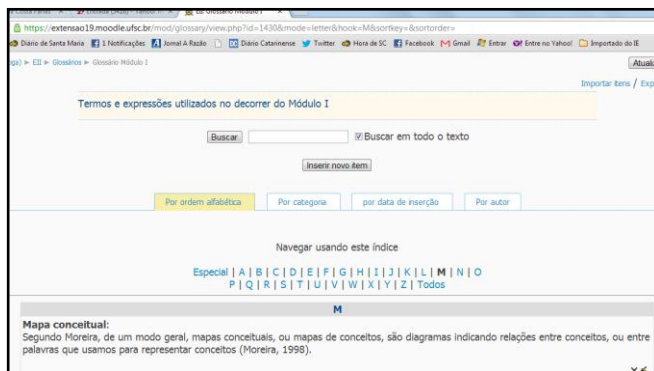 https://extensao19.moodle.ufsc.br/mod/glossary/view.php?id=1430&mode=letter&hook=M&sortkey=&sortorder=
Diário de Santa Maria 1 Notificações Jornal A Razão Diário Catarinense Twitter Hora de SC Facebook Gmail Entrar Entre no Yahoo! Importado do IE
► EII ► Glossários ► Glossário Módulo I
Importar itens /
Termos e expressões utilizados no decorrer do Módulo I
Buscar Buscar em todo o texto
Inserir novo item
Por ordem alfabética Por categoria por data de inserção Por autor
Navegar usando este índice
Especial | A | B | C | D | E | F | G | H | I | J | K | L | M | N | O
P | Q | R | S | T | U | V | W | X | Y | Z | Todos
M
Mapa conceitual:
Segundo Moreira, de um modo geral, mapas conceituais, ou mapas de conceitos, são diagramas indicando relações entre conceitos, ou entre
palavras que usamos para representar conceitos (Moreira, 1998).